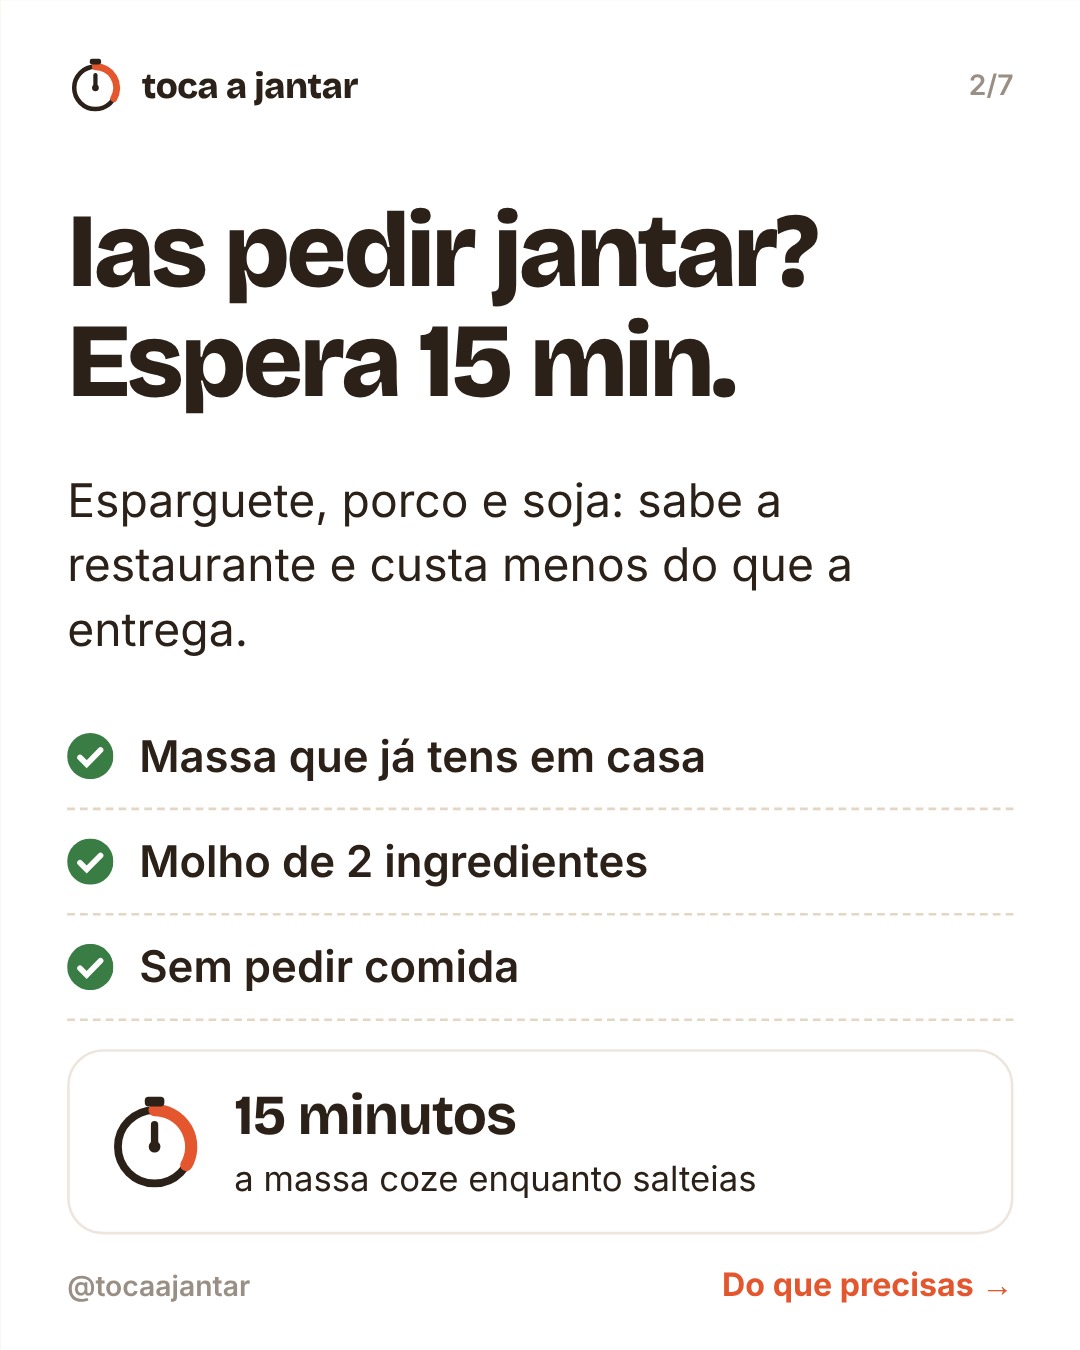 toca a jantar
2/7
Ias pedir jantar?
Espera 15 min.
Esparguete, porco e soja: sabe a
restaurante e custa menos do que a
entrega.
Massa que já tens em casa
Molho de 2 ingredientes
Sem pedir comida
15 minutos
a massa coze enquanto salteias
@tocaajantar
Do que precisas →